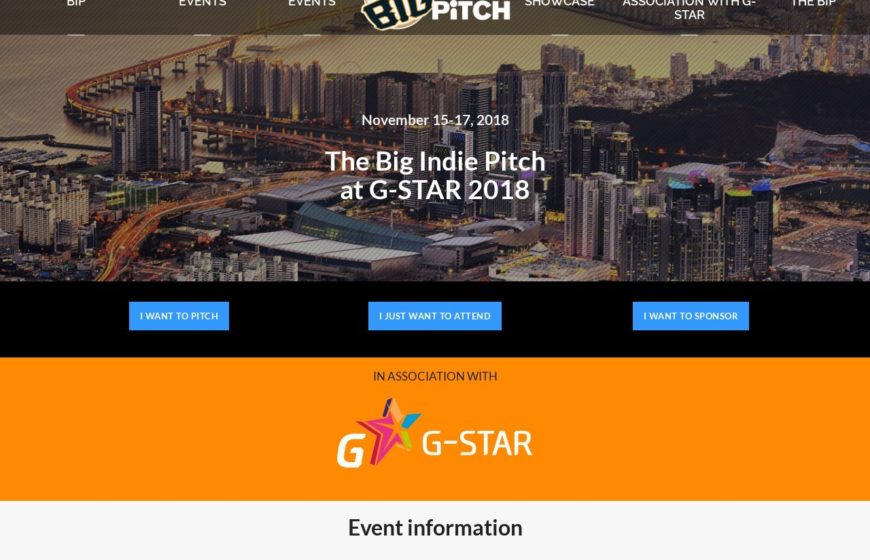 BIP
EVENTS
EVENTS
BIG
PiTCH
SHOWCASE
ASSOCIATION WITH G-
STAR
THE BIP
November 15-17, 2018
The Big Indie Pitch
at G-STAR 2018
I WANT TO PITCH
I JUST WANT TO ATTEND
I WANT TO SPONSOR
IN ASSOCIATION WITH
G
G-STAR
Event information